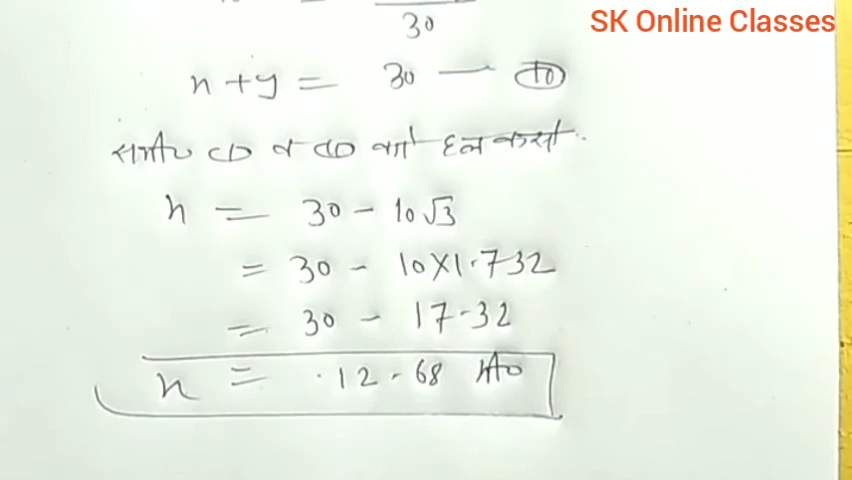 SK Online Classes
30
x + y = 30 — (ii)
समी० (i) व (ii) को हल करने पर
x = 30 - 10√3
= 30 - 10×1.732
= 30 - 17.32
x = 12.68 मी०